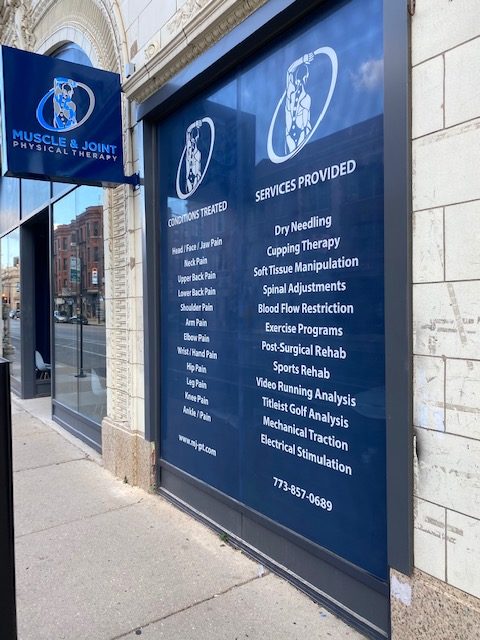 MUSCLE & JOINT
PHYSICAL THERAPY
CONDITIONS TREATED
Head / Face / Jaw Pain
Neck Pain
Upper Back Pain
Lower Back Pain
Shoulder Pain
Arm Pain
Elbow Pain
Wrist / Hand Pain
Hip Pain
Leg Pain
Knee Pain
Ankle / Pain
www.mj-pt.com
SERVICES PROVIDED
Dry Needling
Cupping Therapy
Soft Tissue Manipulation
Spinal Adjustments
Blood Flow Restriction
Exercise Programs
Post-Surgical Rehab
Sports Rehab
Video Running Analysis
Titleist Golf Analysis
Mechanical Traction
Electrical Stimulation
773-857-0689